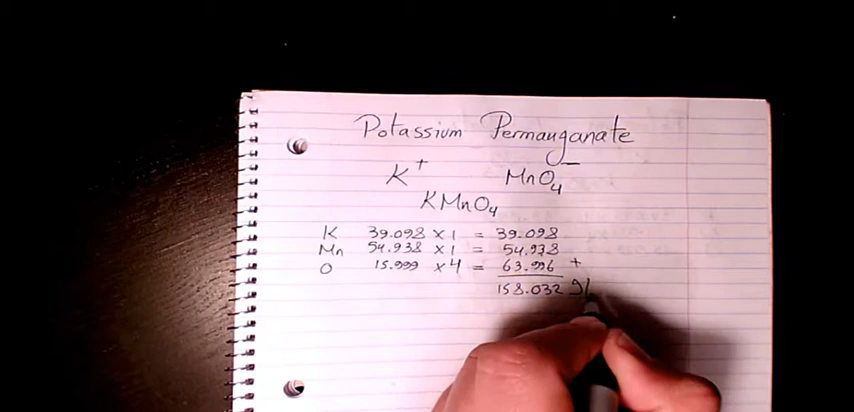 Potassium Permanganate
K+ MnO4−
KMnO4
K 39.098 × 1 = 39.098
Mn 54.938 × 1 = 54.938
O 15.999 × 4 = 63.996 +
158.032 g/